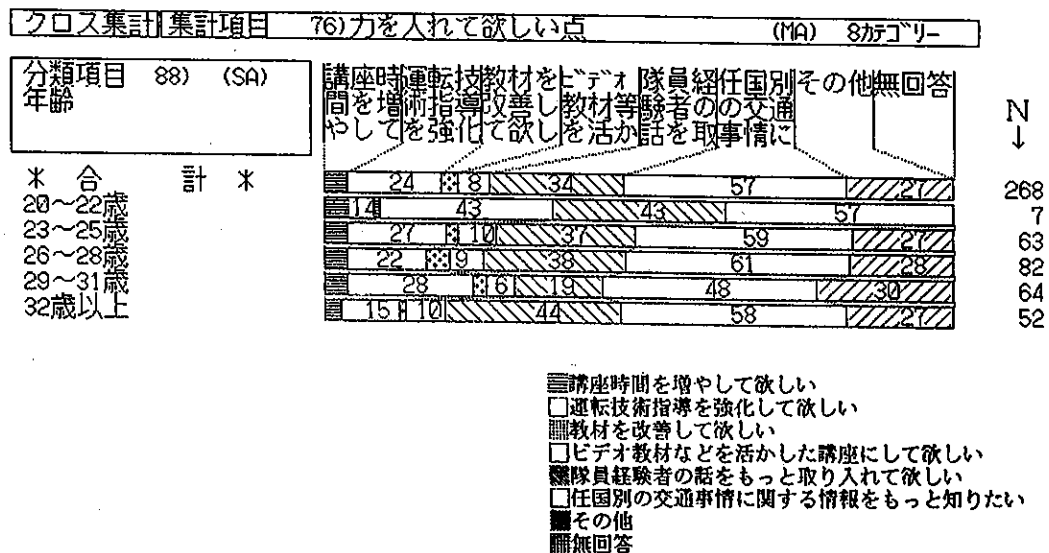 クロス集計 集計項目 76)力を入れて欲しい点 (MA) 8カテゴリー
分類項目 88) (SA)
年齢
講座時運転技教材をビデオ隊員経任国別その他無回答
間を増術指導改善し教材等験者のの交通
やしてを強化て欲しを活か話を取事情に
N
↓
* 合 計 * 24 8 34 57 27 268
20～22歳 14 43 43 57 7
23～25歳 27 10 37 59 27 63
26～28歳 22 9 38 61 28 82
29～31歳 28 6 19 48 30 64
32歳以上 15 10 44 58 27 52
講座時間を増やして欲しい
運転技術指導を強化して欲しい
教材を改善して欲しい
ビデオ教材などを活かした講座にして欲しい
隊員経験者の話をもっと取り入れて欲しい
任国別の交通事情に関する情報をもっと知りたい
その他
無回答